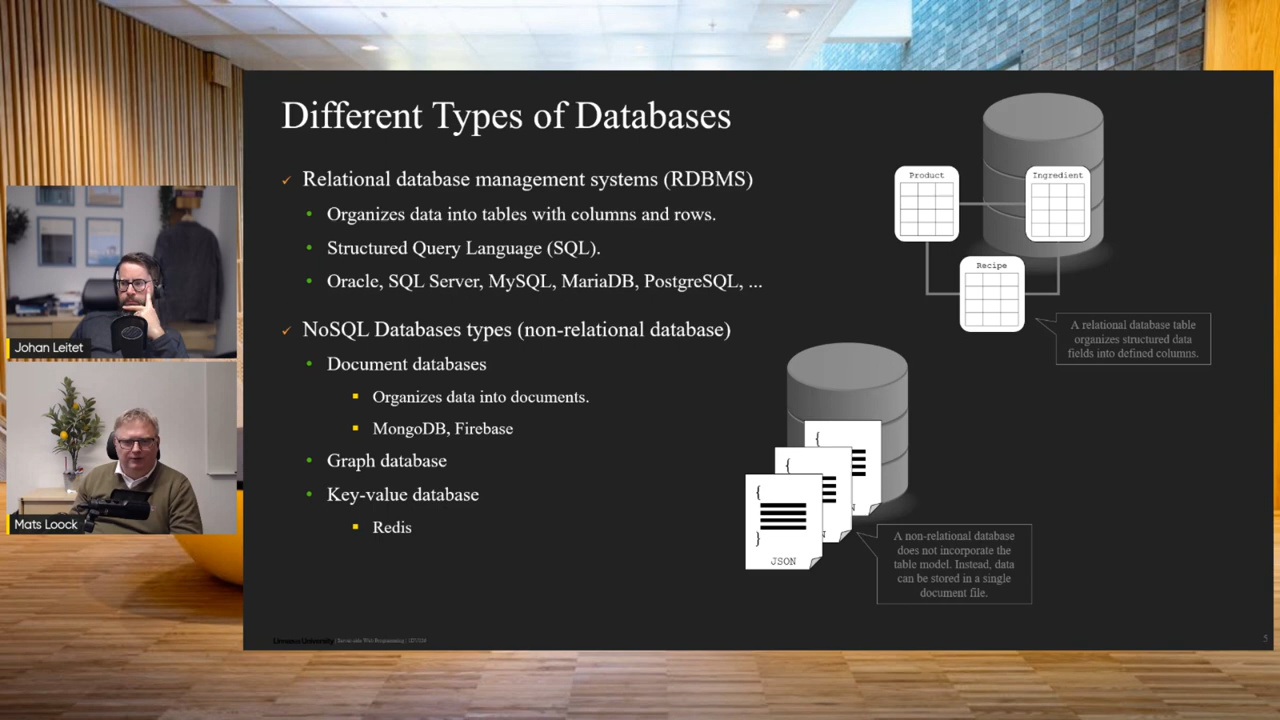 Different Types of Databases
Relational database management systems (RDBMS)
Organizes data into tables with columns and rows.
Structured Query Language (SQL).
Oracle, SQL Server, MySQL, MariaDB, PostgreSQL, ...
NoSQL Databases types (non-relational database)
Document databases
Organizes data into documents.
MongoDB, Firebase
Graph database
Key-value database
Redis
Product
Ingredient
Recipe
A relational database table
organizes structured data
fields into defined columns.
{
{
{
}
JSON
N
N
A non-relational database
does not incorporate the
table model. Instead, data
can be stored in a single
document file.
Johan Leitet
Mats Loock
Linnaeus University
5